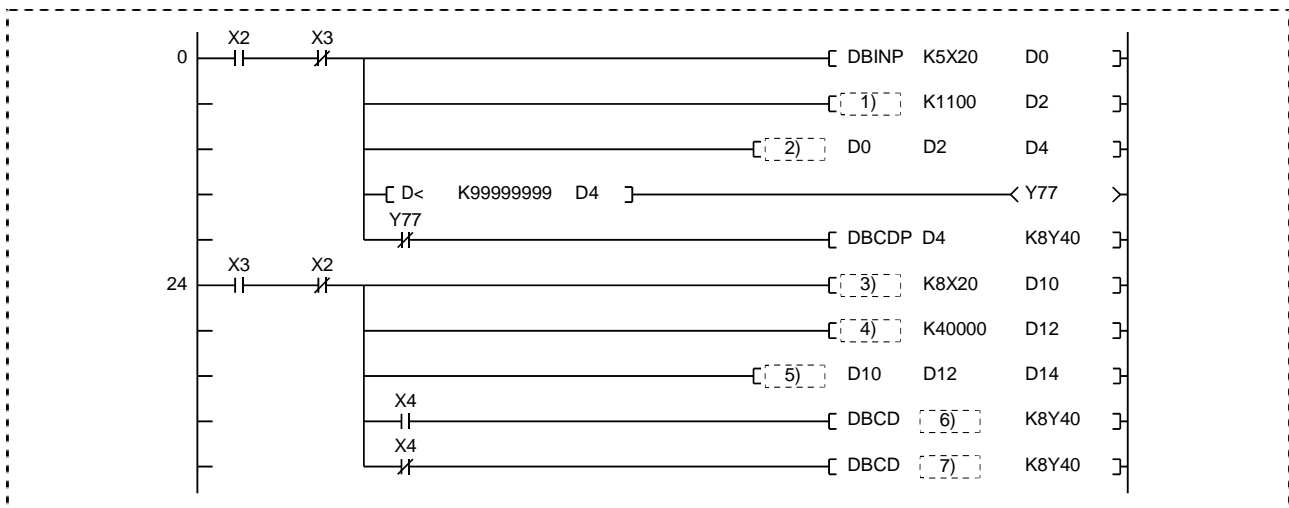 X2 X3
0 DBINP K5X20 D0
1) K1100 D2
2) D0 D2 D4
D< K99999999 D4 Y77
Y77
DBCDP D4 K8Y40
X3 X2
24 3) K8X20 D10
4) K40000 D12
5) D10 D12 D14
X4
DBCD 6) K8Y40
X4
DBCD 7) K8Y40